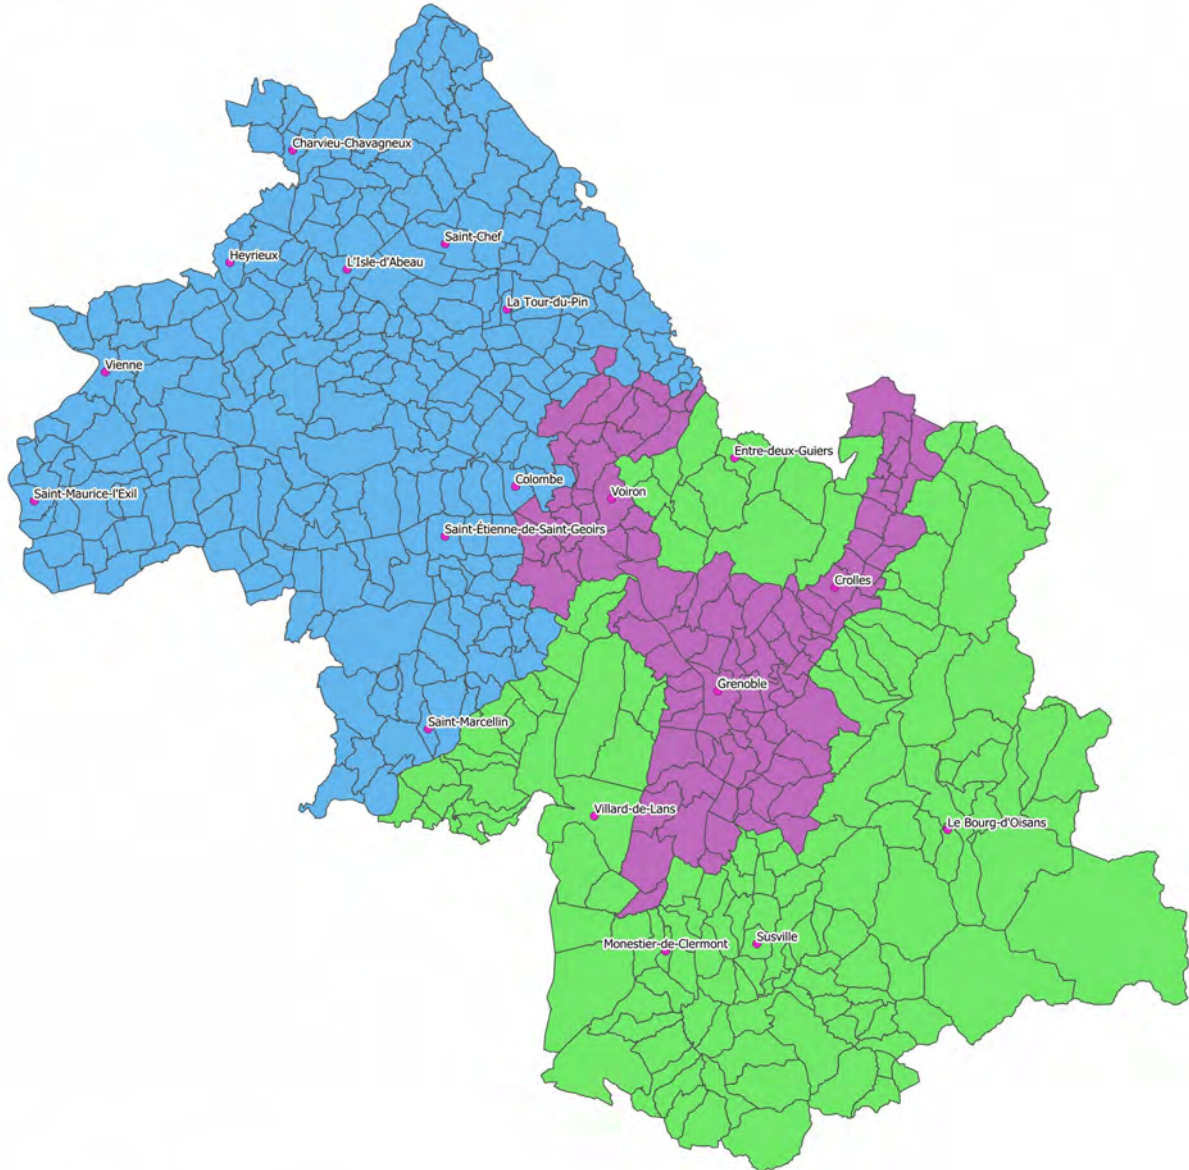 Charvieu-Chavagneux
Saint-Chef
Heyrieux
L'Isle-d'Abeau
La Tour-du-Pin
Vienne
Entre-deux-Guiers
Colombe
Voiron
Saint-Maurice-l'Exil
Saint-Étienne-de-Saint-Geoirs
Crolles
Grenoble
Saint-Marcellin
Villard-de-Lans
Le Bourg-d'Oisans
Susville
Monestier-de-Clermont